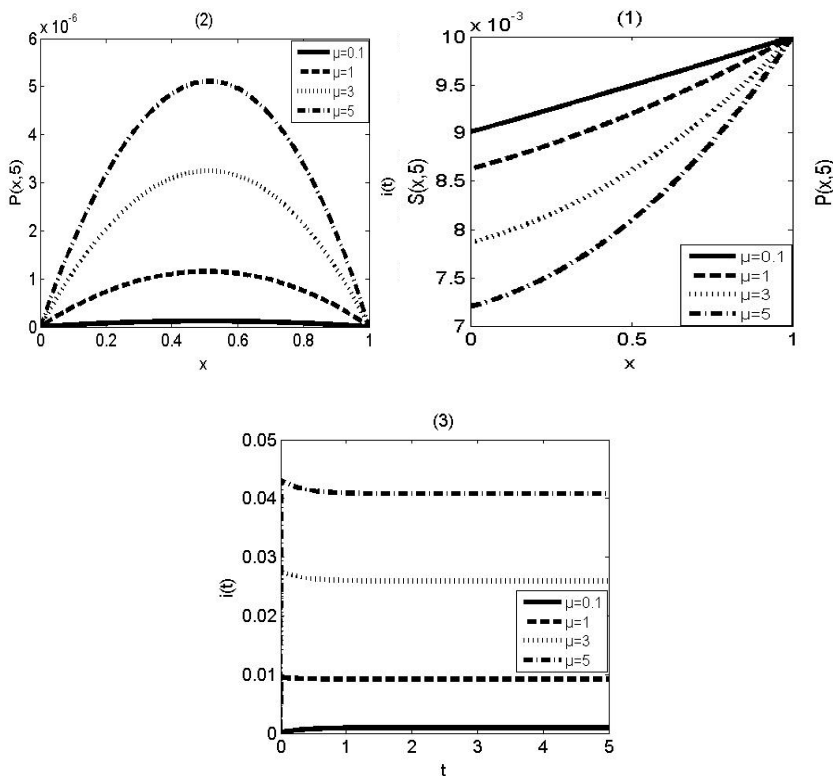 (2)
x 10⁻⁶
6
5
4
3
2
1
0
0 0.2 0.4 0.6 0.8 1
P(x,5)
x
μ=0.1
μ=1
μ=3
μ=5
i(t)
(1)
x 10⁻³
10
9.5
9
8.5
8
7.5
7
0 0.5 1
S(x,5)
x
μ=0.1
μ=1
μ=3
μ=5
P(x,5)
(3)
0.05
0.04
0.03
0.02
0.01
0
0 1 2 3 4 5
i(t)
t
μ=0.1
μ=1
μ=3
μ=5